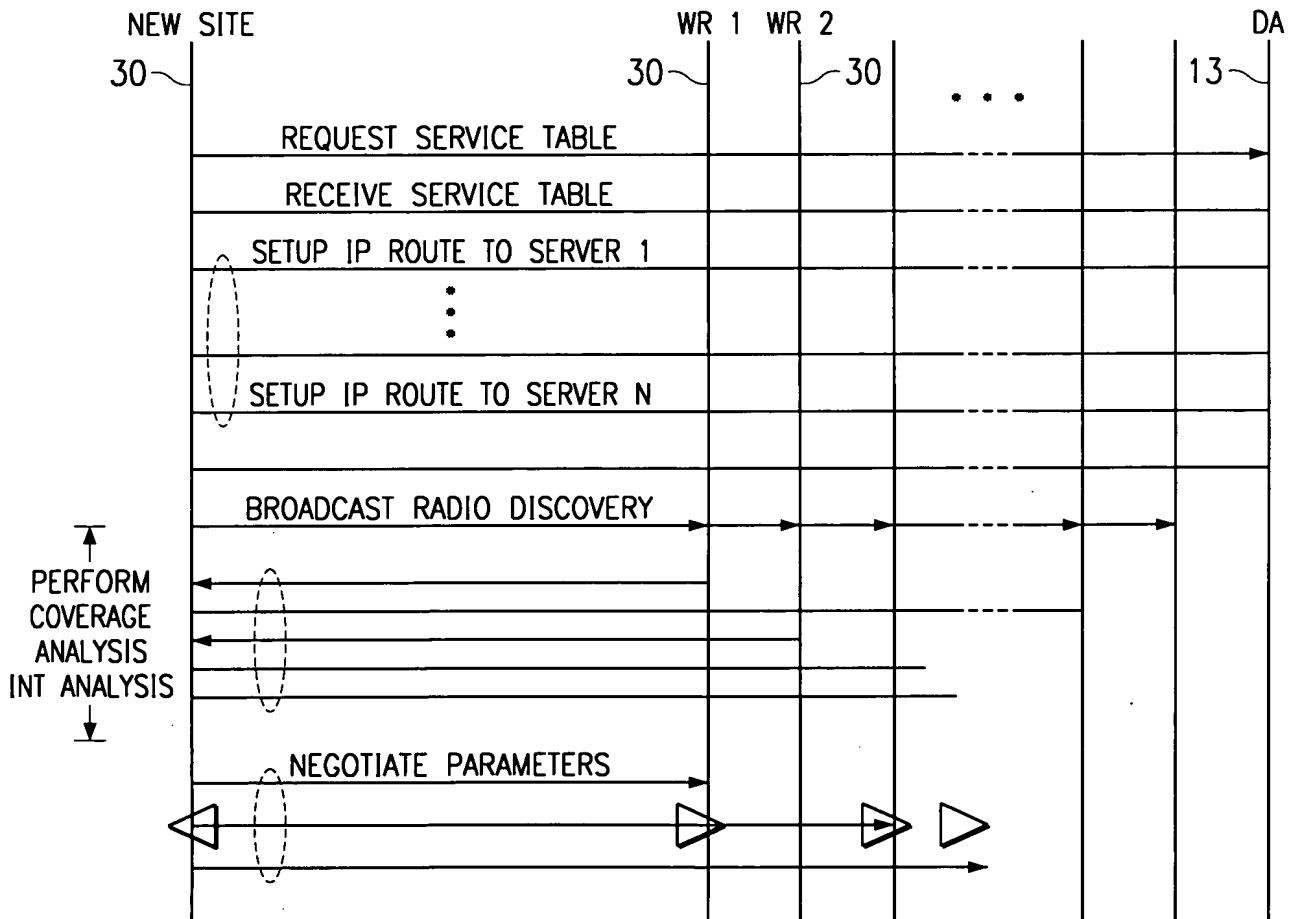 NEW SITE
WR 1
WR 2
DA
30
30
30
13
REQUEST SERVICE TABLE
RECEIVE SERVICE TABLE
SETUP IP ROUTE TO SERVER 1
SETUP IP ROUTE TO SERVER N
BROADCAST RADIO DISCOVERY
PERFORM
COVERAGE
ANALYSIS
INT ANALYSIS
NEGOTIATE PARAMETERS